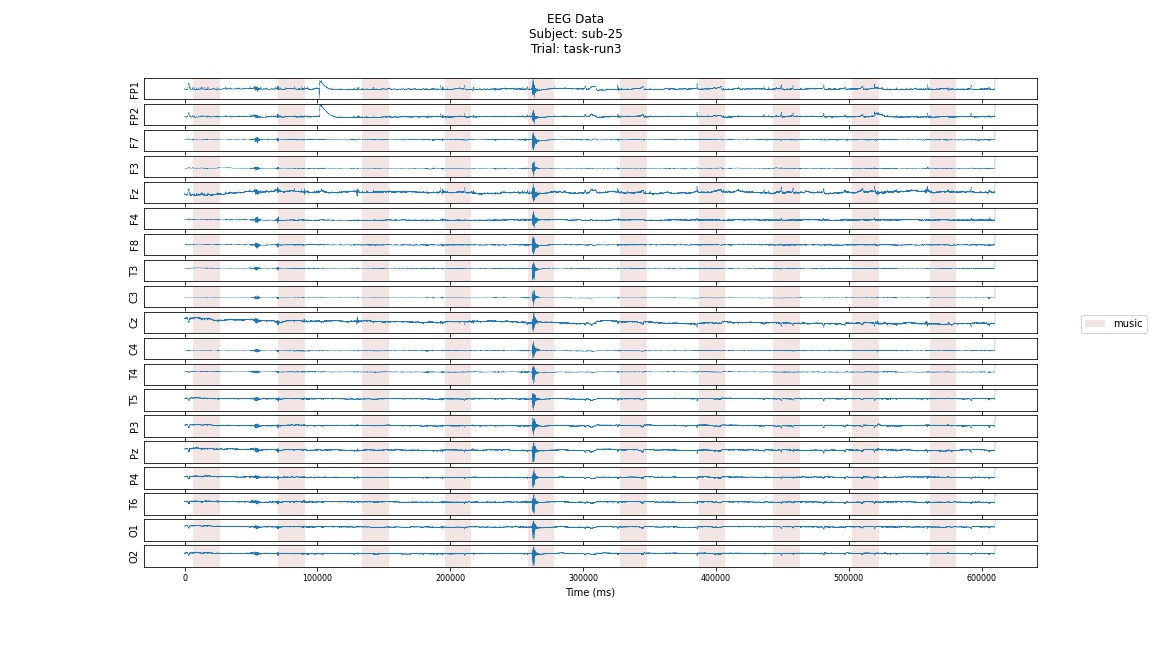 EEG Data
Subject: sub-25
Trial: task-run3
FP1
FP2
F7
F3
Fz
F4
F8
T3
C3
Cz
C4
T4
T5
P3
Pz
P4
T6
O1
O2
music
0 100000 200000 300000 400000 500000 600000
Time (ms)